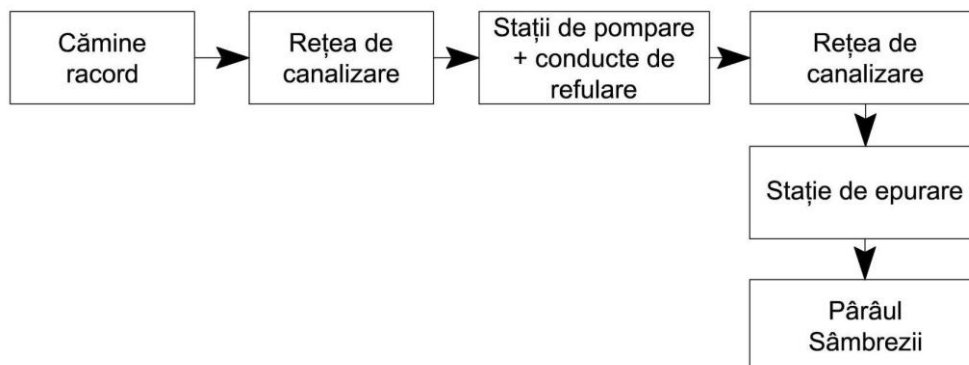 Cămine
racord
Rețea de
canalizare
Stații de pompare
+ conducte de
refulare
Rețea de
canalizare
Stație de epurare
Pârâul
Sâmbrezii